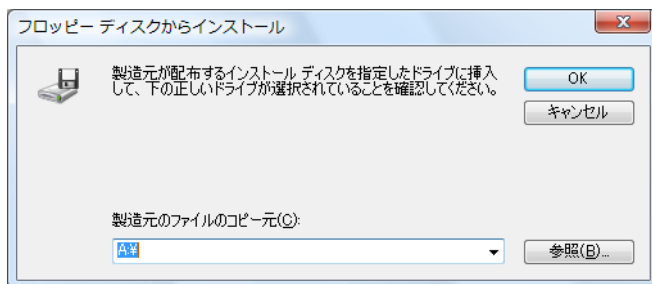 フロッピー ディスクからインストール
製造元が配布するインストール ディスクを指定したドライブに挿入
して、下の正しいドライブが選択されていることを確認してください。
OK
キャンセル
製造元のファイルのコピー元(C):
A:¥
参照(B)...